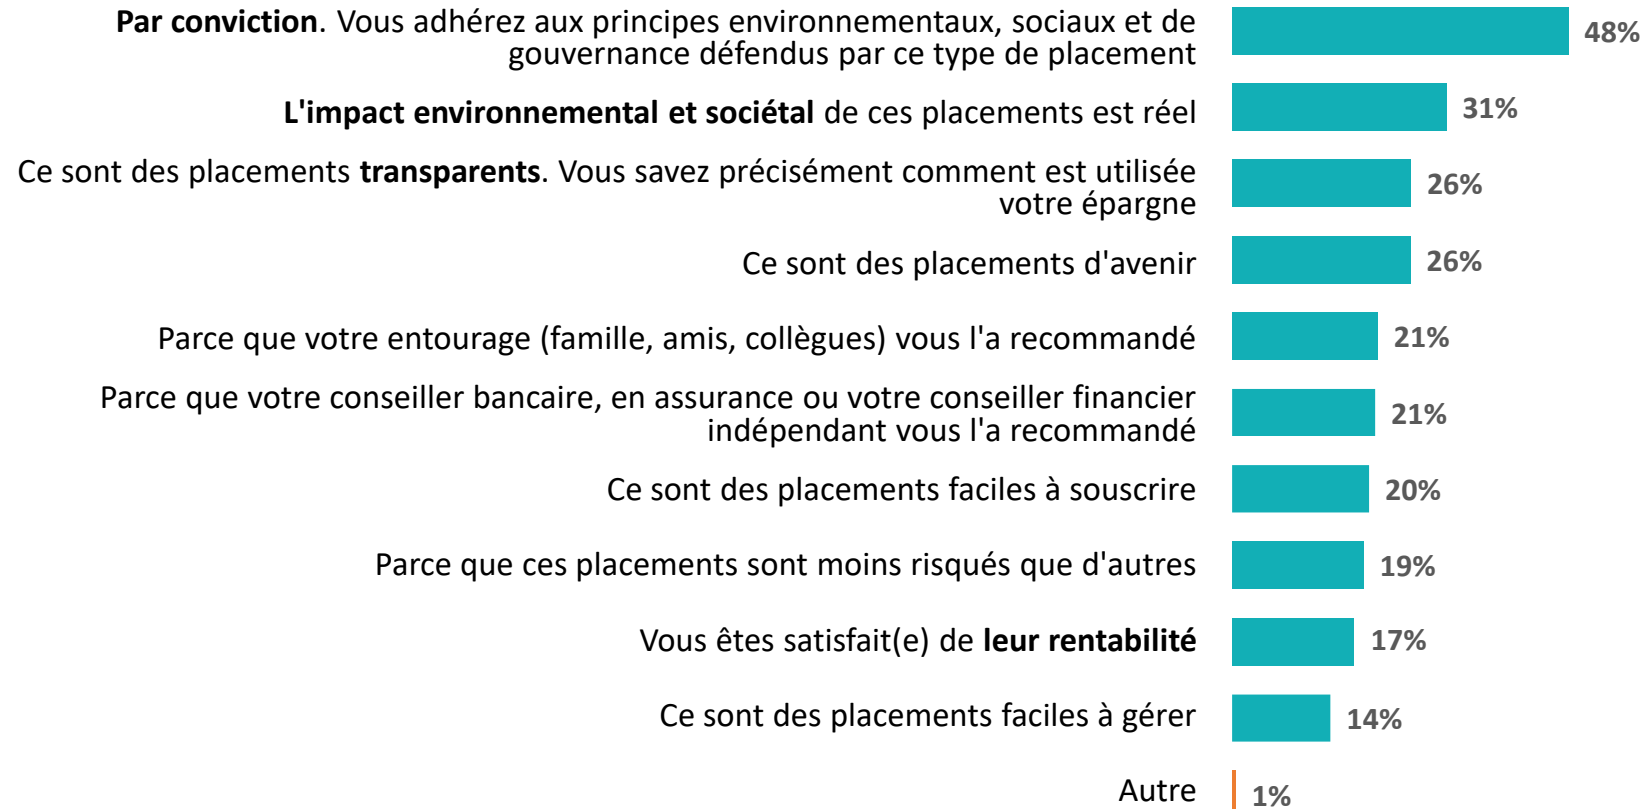 Par conviction. Vous adhérez aux principes environnementaux, sociaux et de
gouvernance défendus par ce type de placement
48%
L'impact environnemental et sociétal de ces placements est réel
31%
Ce sont des placements transparents. Vous savez précisément comment est utilisée
votre épargne
26%
Ce sont des placements d'avenir
26%
Parce que votre entourage (famille, amis, collègues) vous l'a recommandé
21%
Parce que votre conseiller bancaire, en assurance ou votre conseiller financier
indépendant vous l'a recommandé
21%
Ce sont des placements faciles à souscrire
20%
Parce que ces placements sont moins risqués que d'autres
19%
Vous êtes satisfait(e) de leur rentabilité
17%
Ce sont des placements faciles à gérer
14%
Autre
1%